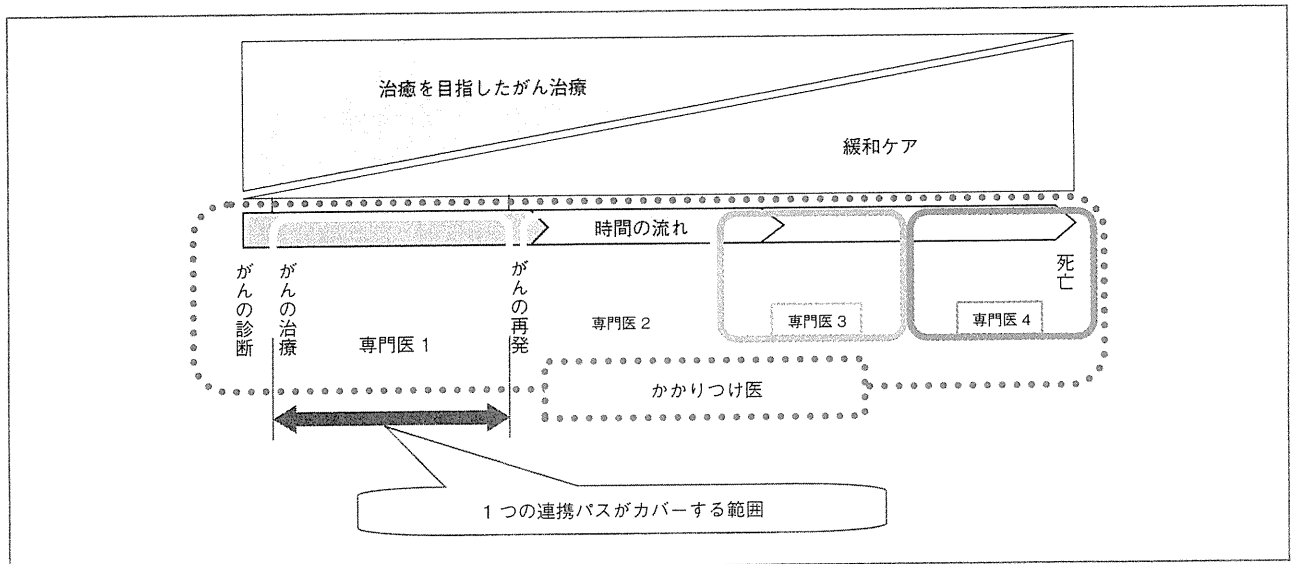 治癒を目指したがん治療
緩和ケア
時間の流れ
がんの診断
がんの治療
専門医 1
がんの再発
専門医 2
専門医 3
専門医 4
死亡
かかりつけ医
1 つの連携パスがカバーする範囲